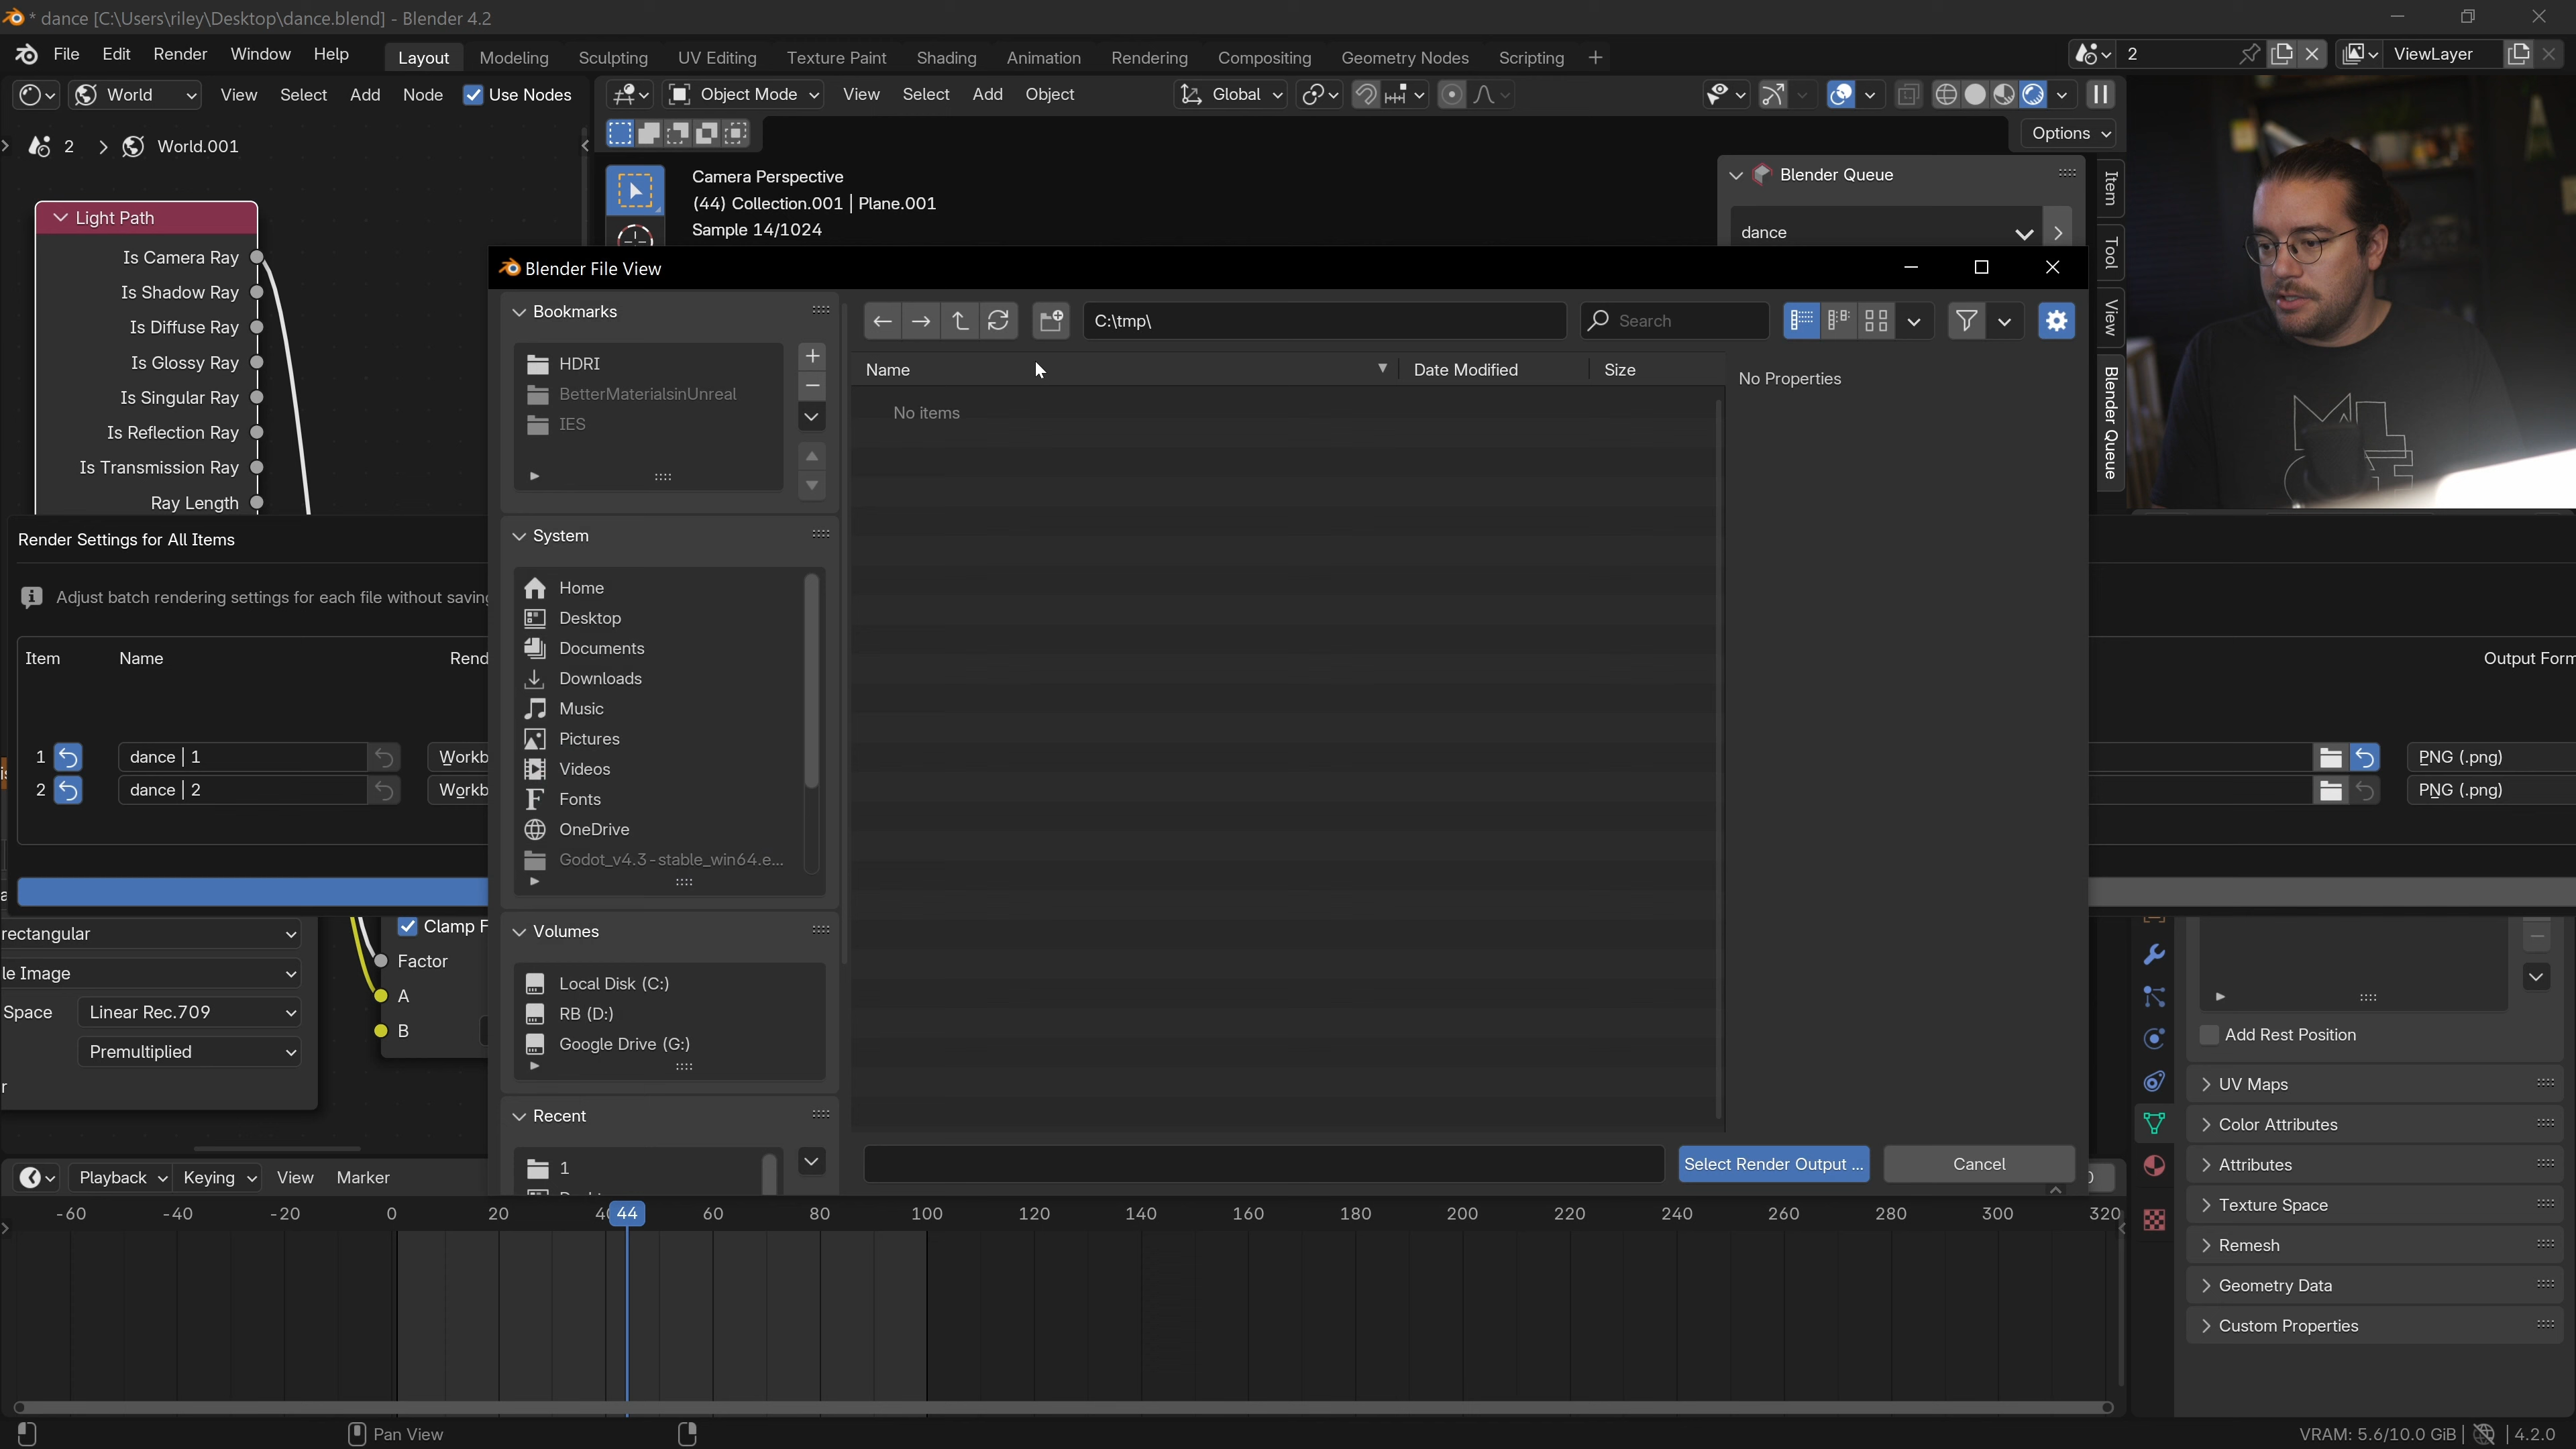 * dance [C:\Users\riley\Desktop\dance.blend] - Blender 4.2
File Edit Render Window Help Layout Modeling Sculpting UV Editing Texture Paint Shading Animation Rendering Compositing Geometry Nodes Scripting + 2 ViewLayer
World View Select Add Node Use Nodes Object Mode View Select Add Object Global
Options
2 > World.001
Camera Perspective
(44) Collection.001 | Plane.001
Sample 14/1024
Blender Queue
dance
Item
Tool
View
Blender Queue
Light Path
Is Camera Ray
Is Shadow Ray
Is Diffuse Ray
Is Glossy Ray
Is Singular Ray
Is Reflection Ray
Is Transmission Ray
Ray Length
Blender File View
Bookmarks
HDRI
BetterMaterialsinUnreal
IES
C:\tmp\
Search
Name Date Modified Size
No items
No Properties
System
Home
Desktop
Documents
Downloads
Music
Pictures
Videos
Fonts
OneDrive
Godot_v4.3-stable_win64.e...
Volumes
Local Disk (C:)
RB (D:)
Google Drive (G:)
Recent
1
Select Render Output ... Cancel
Render Settings for All Items
Adjust batch rendering settings for each file without saving
Item Name Rend Output Form
1 dance | 1 Workb PNG (.png)
2 dance | 2 Workb PNG (.png)
rectangular
le Image
Space Linear Rec.709
Premultiplied
r
Clamp F
Factor
A
B
Add Rest Position
UV Maps
Color Attributes
Attributes
Texture Space
Remesh
Geometry Data
Custom Properties
Playback Keying View Marker
-60 -40 -20 0 20 44 60 80 100 120 140 160 180 200 220 240 260 280 300 320
Pan View
VRAM: 5.6/10.0 GiB | 4.2.0